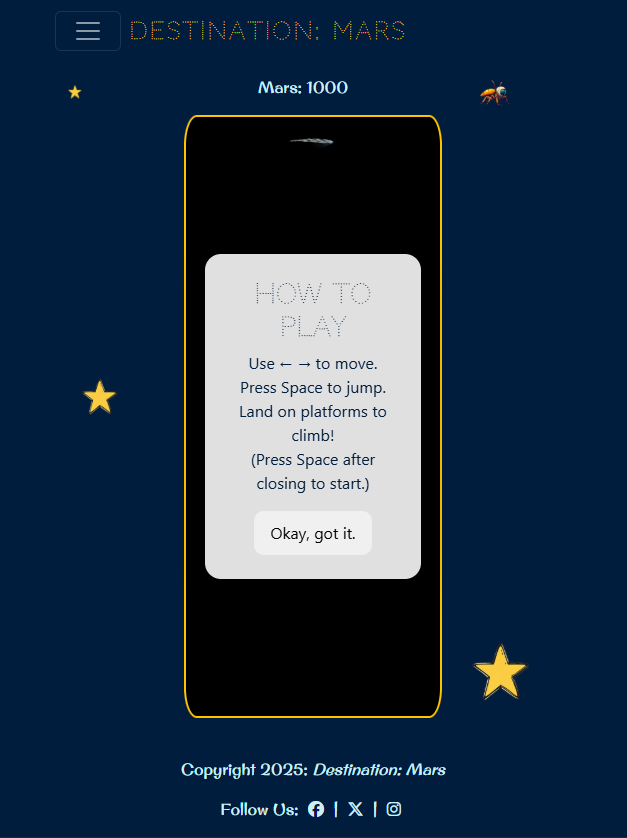 DESTINATION: MARS
Mars: 1000
HOW TO
PLAY
Use ← → to move.
Press Space to jump.
Land on platforms to
climb!
(Press Space after
closing to start.)
Okay, got it.
Copyright 2025: Destination: Mars
Follow Us: | |